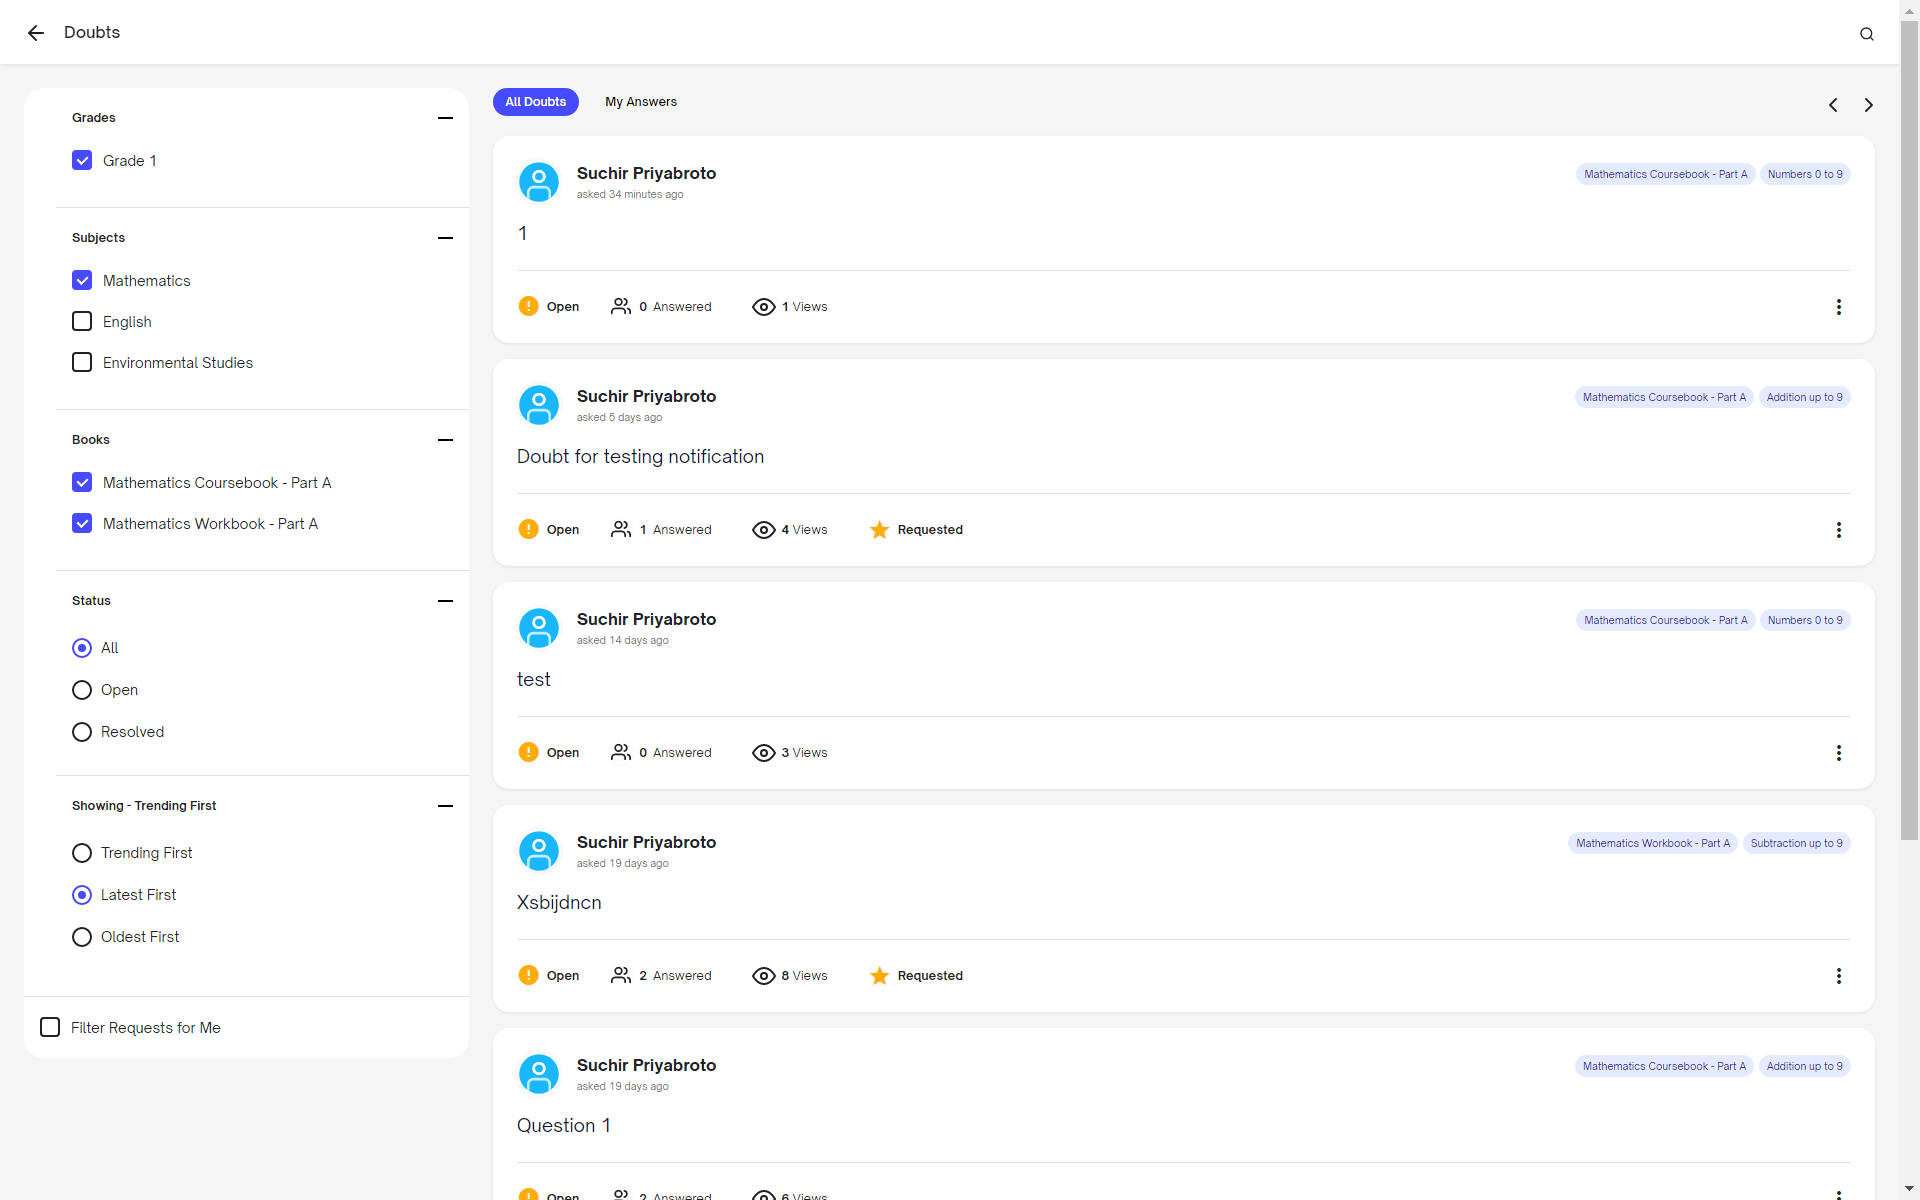 Doubts
Grades
Grade 1
Subjects
Mathematics
English
Environmental Studies
Books
Mathematics Coursebook - Part A
Mathematics Workbook - Part A
Status
All
Open
Resolved
Showing - Trending First
Trending First
Latest First
Oldest First
Filter Requests for Me
All Doubts My Answers
Suchir Priyabroto Mathematics Coursebook - Part A Numbers 0 to 9
asked 34 minutes ago
1
Open 0 Answered 1 Views
Suchir Priyabroto Mathematics Coursebook - Part A Addition up to 9
asked 5 days ago
Doubt for testing notification
Open 1 Answered 4 Views Requested
Suchir Priyabroto Mathematics Coursebook - Part A Numbers 0 to 9
asked 14 days ago
test
Open 0 Answered 3 Views
Suchir Priyabroto Mathematics Workbook - Part A Subtraction up to 9
asked 19 days ago
Xsbijdncn
Open 2 Answered 8 Views Requested
Suchir Priyabroto Mathematics Coursebook - Part A Addition up to 9
asked 19 days ago
Question 1
Open 2 Answered 6 Views